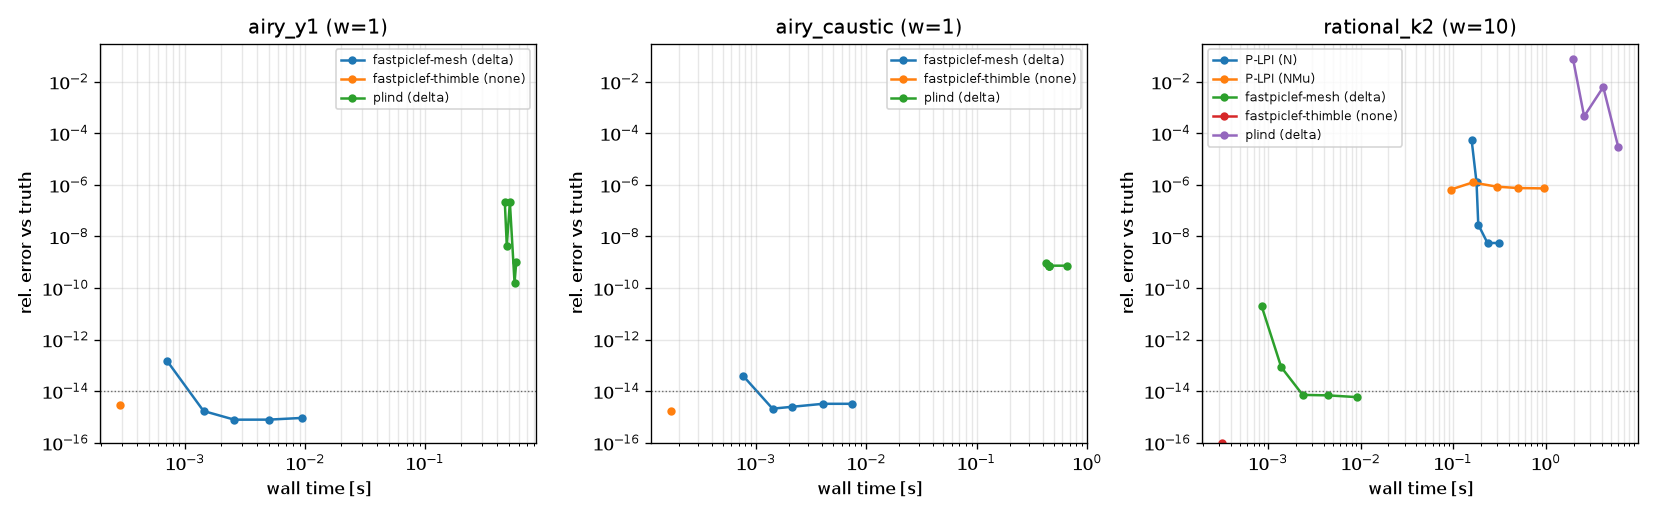 airy_y1 (w=1)
rel. error vs truth
10⁻²
10⁻⁴
10⁻⁶
10⁻⁸
10⁻¹⁰
10⁻¹²
10⁻¹⁴
10⁻¹⁶
fastpiclef-mesh (delta)
fastpiclef-thimble (none)
plind (delta)
10⁻³ 10⁻² 10⁻¹
wall time [s]
airy_caustic (w=1)
rel. error vs truth
10⁻²
10⁻⁴
10⁻⁶
10⁻⁸
10⁻¹⁰
10⁻¹²
10⁻¹⁴
10⁻¹⁶
fastpiclef-mesh (delta)
fastpiclef-thimble (none)
plind (delta)
10⁻³ 10⁻² 10⁻¹ 10⁰
wall time [s]
rational_k2 (w=10)
rel. error vs truth
10⁻²
10⁻⁴
10⁻⁶
10⁻⁸
10⁻¹⁰
10⁻¹²
10⁻¹⁴
10⁻¹⁶
P-LPI (N)
P-LPI (NMu)
fastpiclef-mesh (delta)
fastpiclef-thimble (none)
plind (delta)
10⁻³ 10⁻² 10⁻¹ 10⁰
wall time [s]